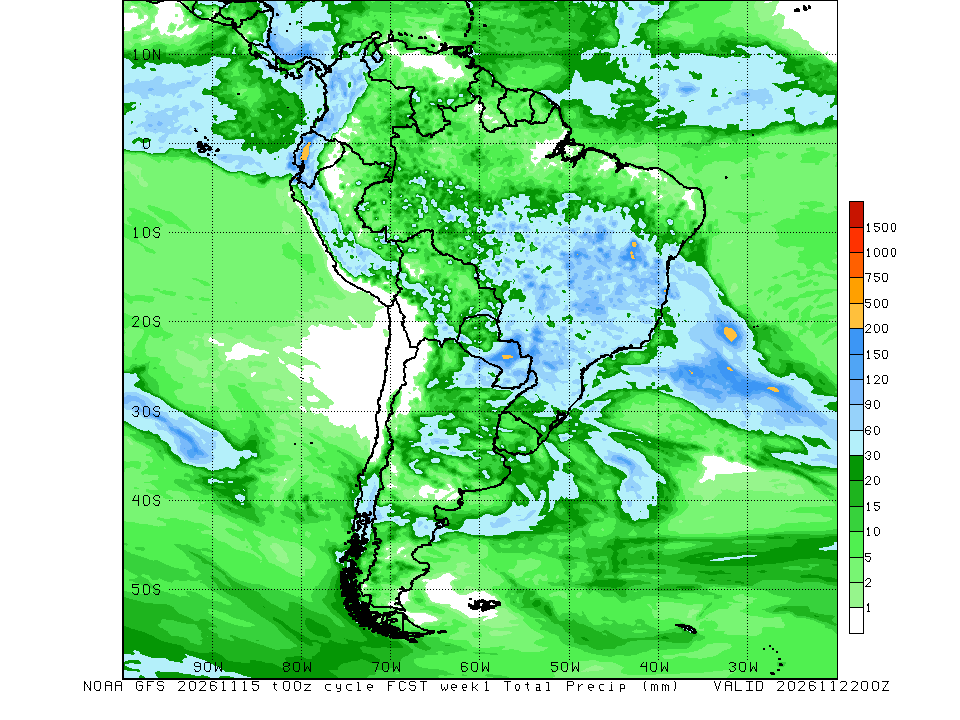 10N
0
10S
20S
30S
40S
50S
90W 80W 70W 60W 50W 40W 30W
1500
1000
750
500
200
150
120
90
60
30
20
15
10
5
2
1
NOAA GFS 20261115 t00z cycle FCST week1 Total Precip (mm) VALID 2026112200Z